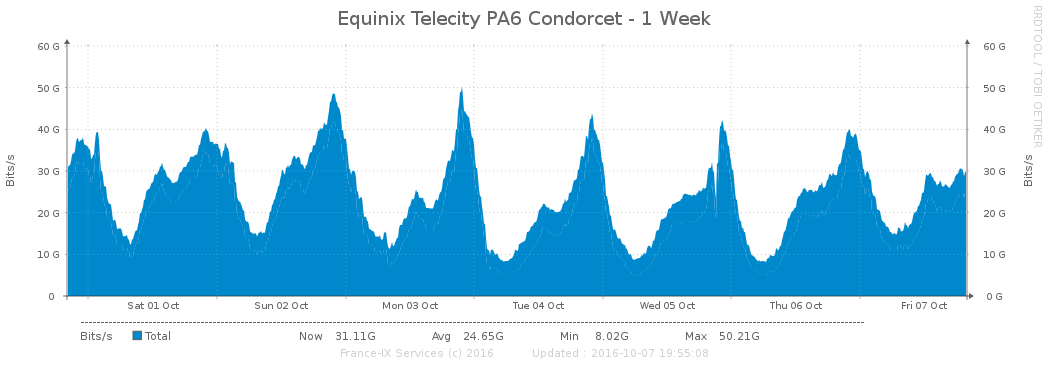 Equinix Telecity PA6 Condorcet - 1 Week
RRDTOOL / TOBI OETIKER
Bits/s
60 G 60 G
50 G 50 G
40 G 40 G
30 G 30 G
20 G 20 G
10 G 10 G
0 0 G
Bits/s
Sat 01 Oct Sun 02 Oct Mon 03 Oct Tue 04 Oct Wed 05 Oct Thu 06 Oct Fri 07 Oct
Bits/s Total Now 31.11G Avg 24.65G Min 8.02G Max 50.21G
France-IX Services (c) 2016 Updated : 2016-10-07 19:55:08